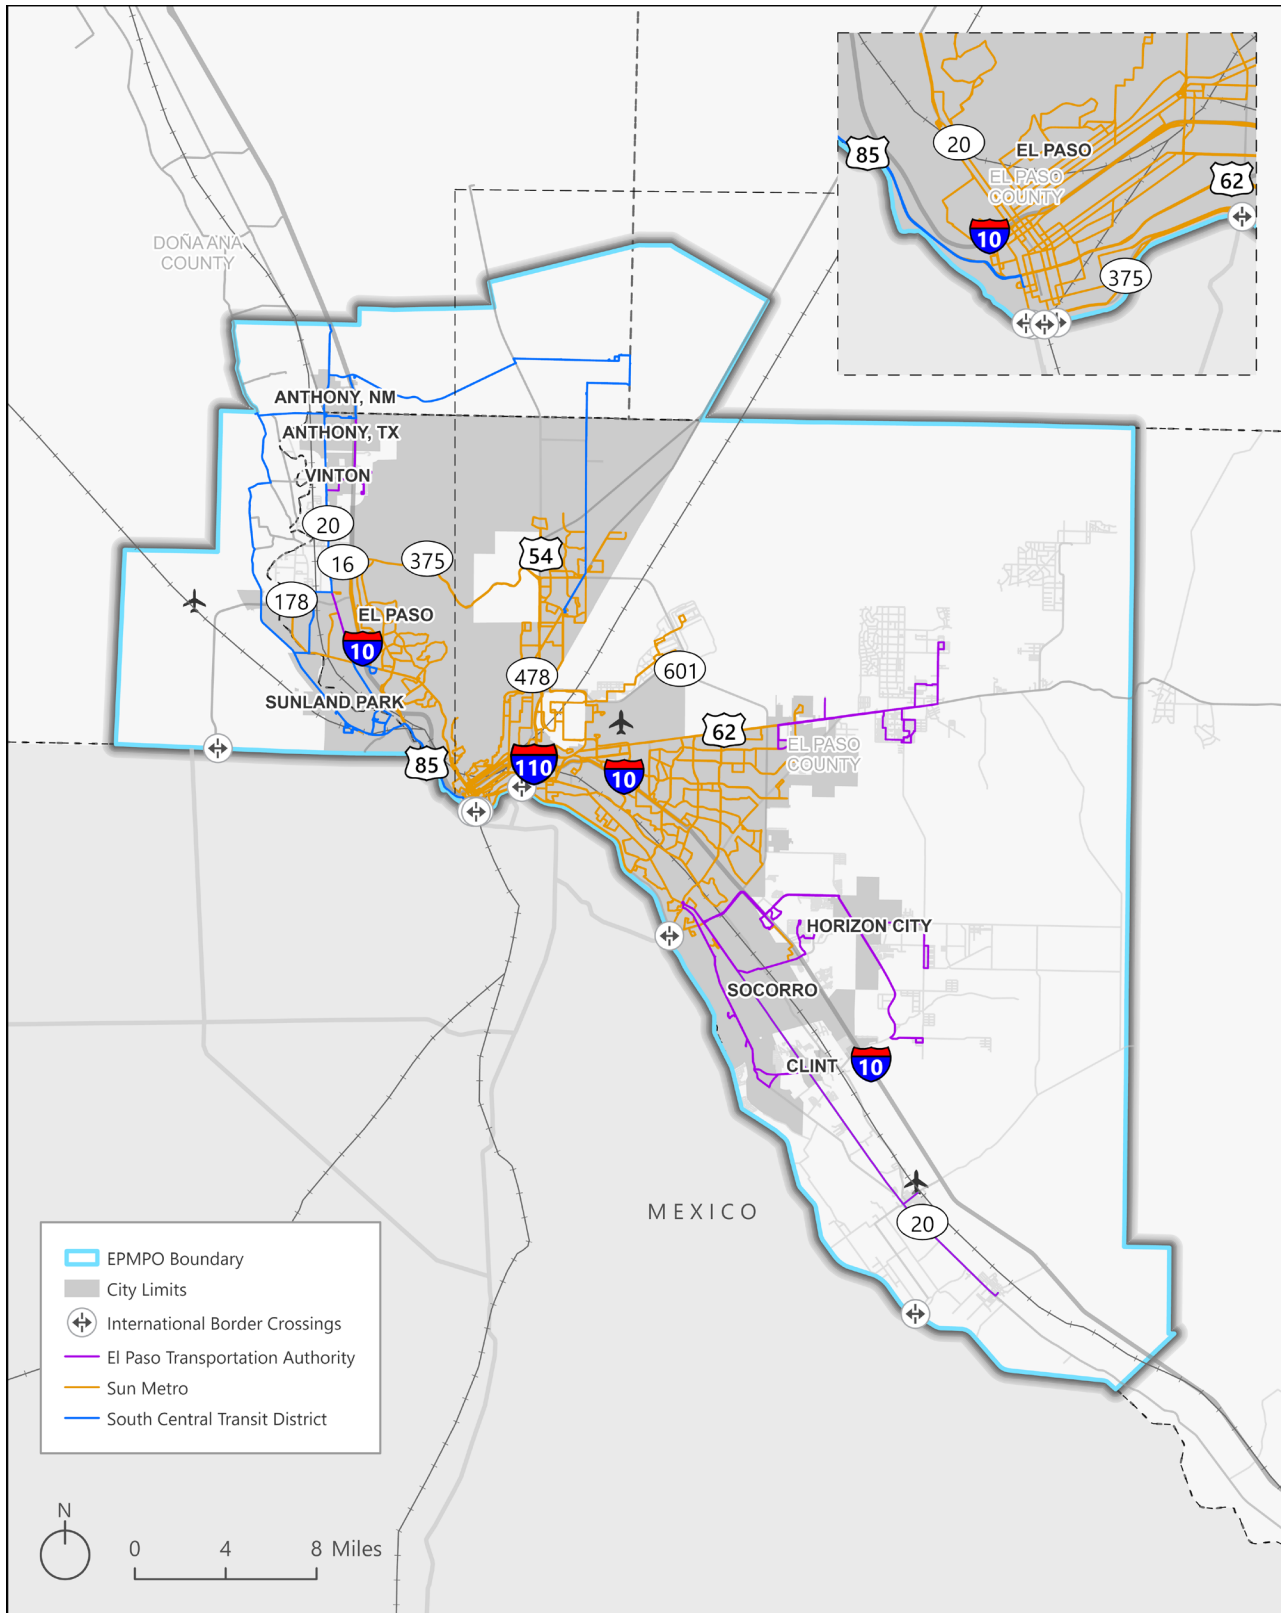 85
20
EL PASO
EL PASO
COUNTY
62
10
375
DOÑA ANA
COUNTY
ANTHONY, NM
ANTHONY, TX
VINTON
20
16
375
54
178
EL PASO
10
478
601
SUNLAND PARK
62
EL PASO
COUNTY
85
110
10
HORIZON CITY
SOCORRO
CLINT
10
MEXICO
20
EPMPO Boundary
City Limits
International Border Crossings
El Paso Transportation Authority
Sun Metro
South Central Transit District
N
0 4 8 Miles